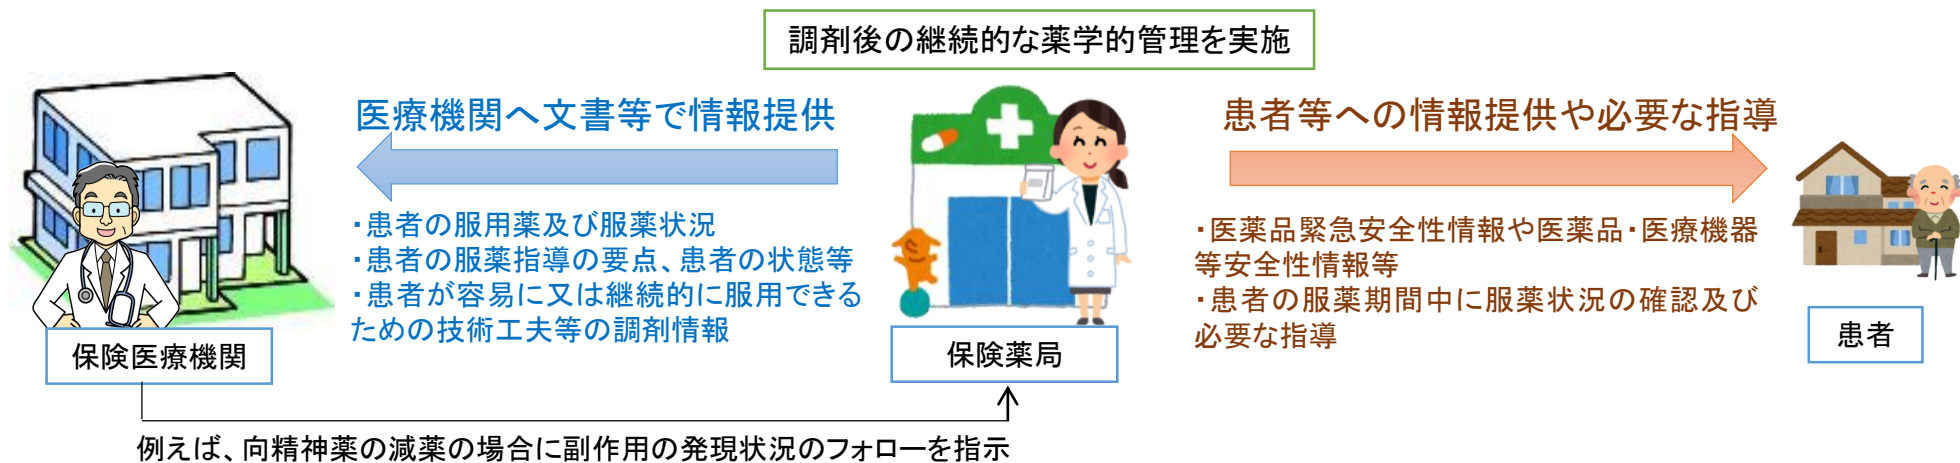 調剤後の継続的な薬学的管理を実施
医療機関へ文書等で情報提供
・患者の服用薬及び服薬状況
・患者の服薬指導の要点、患者の状態等
・患者が容易に又は継続的に服用できる
ための技術工夫等の調剤情報
患者等への情報提供や必要な指導
・医薬品緊急安全性情報や医薬品・医療機器
等安全性情報等
・患者の服薬期間中に服薬状況の確認及び
必要な指導
保険医療機関
保険薬局
患者
例えば、向精神薬の減薬の場合に副作用の発現状況のフォローを指示